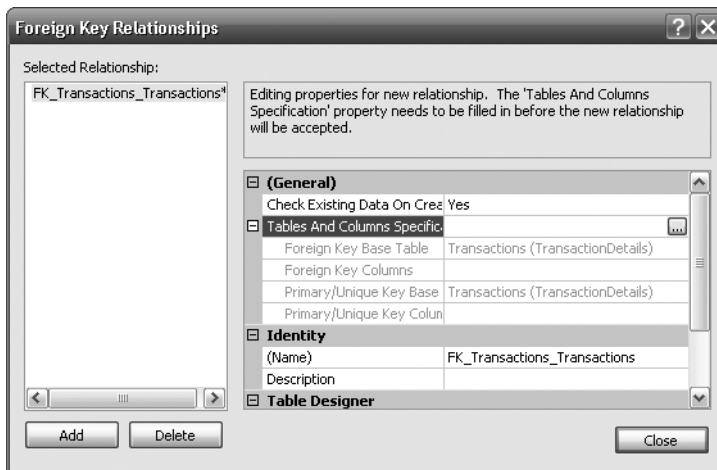 Foreign Key Relationships
Selected Relationship:
FK_Transactions_Transactions*
Editing properties for new relationship. The 'Tables And Columns
Specification' property needs to be filled in before the new relationship
will be accepted.
(General)
Check Existing Data On Crea Yes
Tables And Columns Specific ...
Foreign Key Base Table Transactions (TransactionDetails)
Foreign Key Columns
Primary/Unique Key Base Transactions (TransactionDetails)
Primary/Unique Key Colun
Identity
(Name) FK_Transactions_Transactions
Description
Table Designer
Add Delete Close